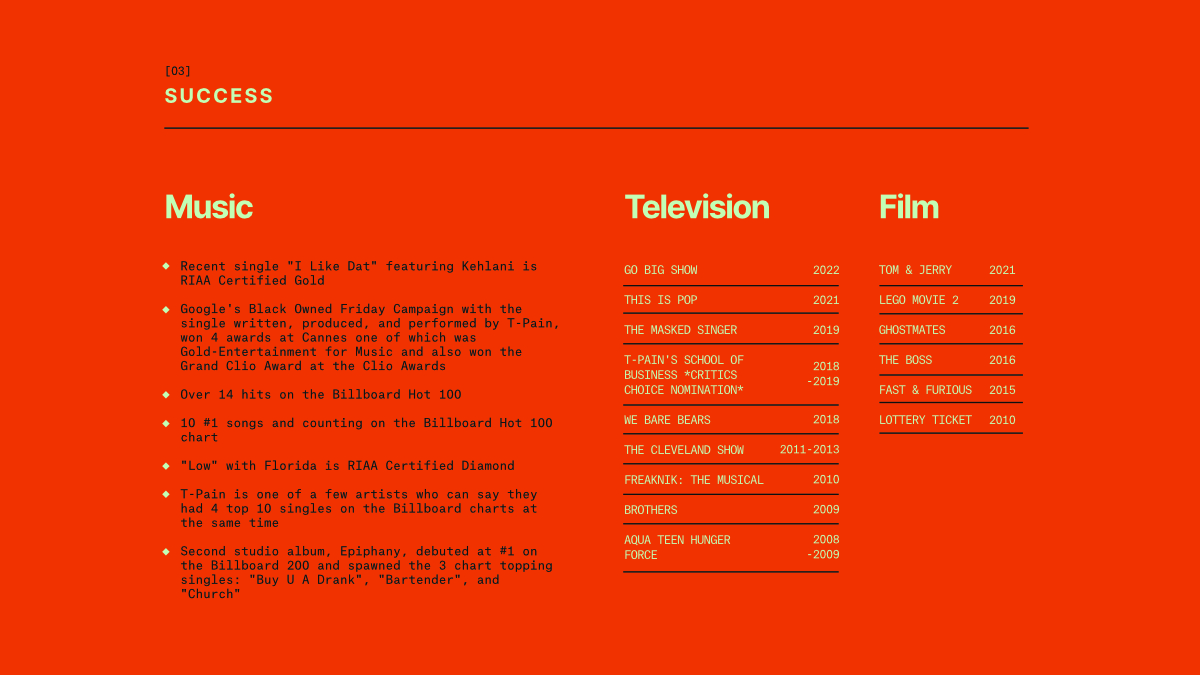 [03]
SUCCESS
Music
◆ Recent single "I Like Dat" featuring Kehlani is
RIAA Certified Gold
◆ Google's Black Owned Friday Campaign with the
single written, produced, and performed by T-Pain,
won 4 awards at Cannes one of which was
Gold-Entertainment for Music and also won the
Grand Clio Award at the Clio Awards
◆ Over 14 hits on the Billboard Hot 100
◆ 10 #1 songs and counting on the Billboard Hot 100
chart
◆ "Low" with Florida is RIAA Certified Diamond
◆ T-Pain is one of a few artists who can say they
had 4 top 10 singles on the Billboard charts at
the same time
◆ Second studio album, Epiphany, debuted at #1 on
the Billboard 200 and spawned the 3 chart topping
singles: "Buy U A Drank", "Bartender", and
"Church"
Television
GO BIG SHOW 2022
THIS IS POP 2021
THE MASKED SINGER 2019
T-PAIN'S SCHOOL OF
BUSINESS *CRITICS
CHOICE NOMINATION*
2018
-2019
WE BARE BEARS 2018
THE CLEVELAND SHOW 2011-2013
FREAKNIK: THE MUSICAL 2010
BROTHERS 2009
AQUA TEEN HUNGER
FORCE
2008
-2009
Film
TOM & JERRY 2021
LEGO MOVIE 2 2019
GHOSTMATES 2016
THE BOSS 2016
FAST & FURIOUS 2015
LOTTERY TICKET 2010